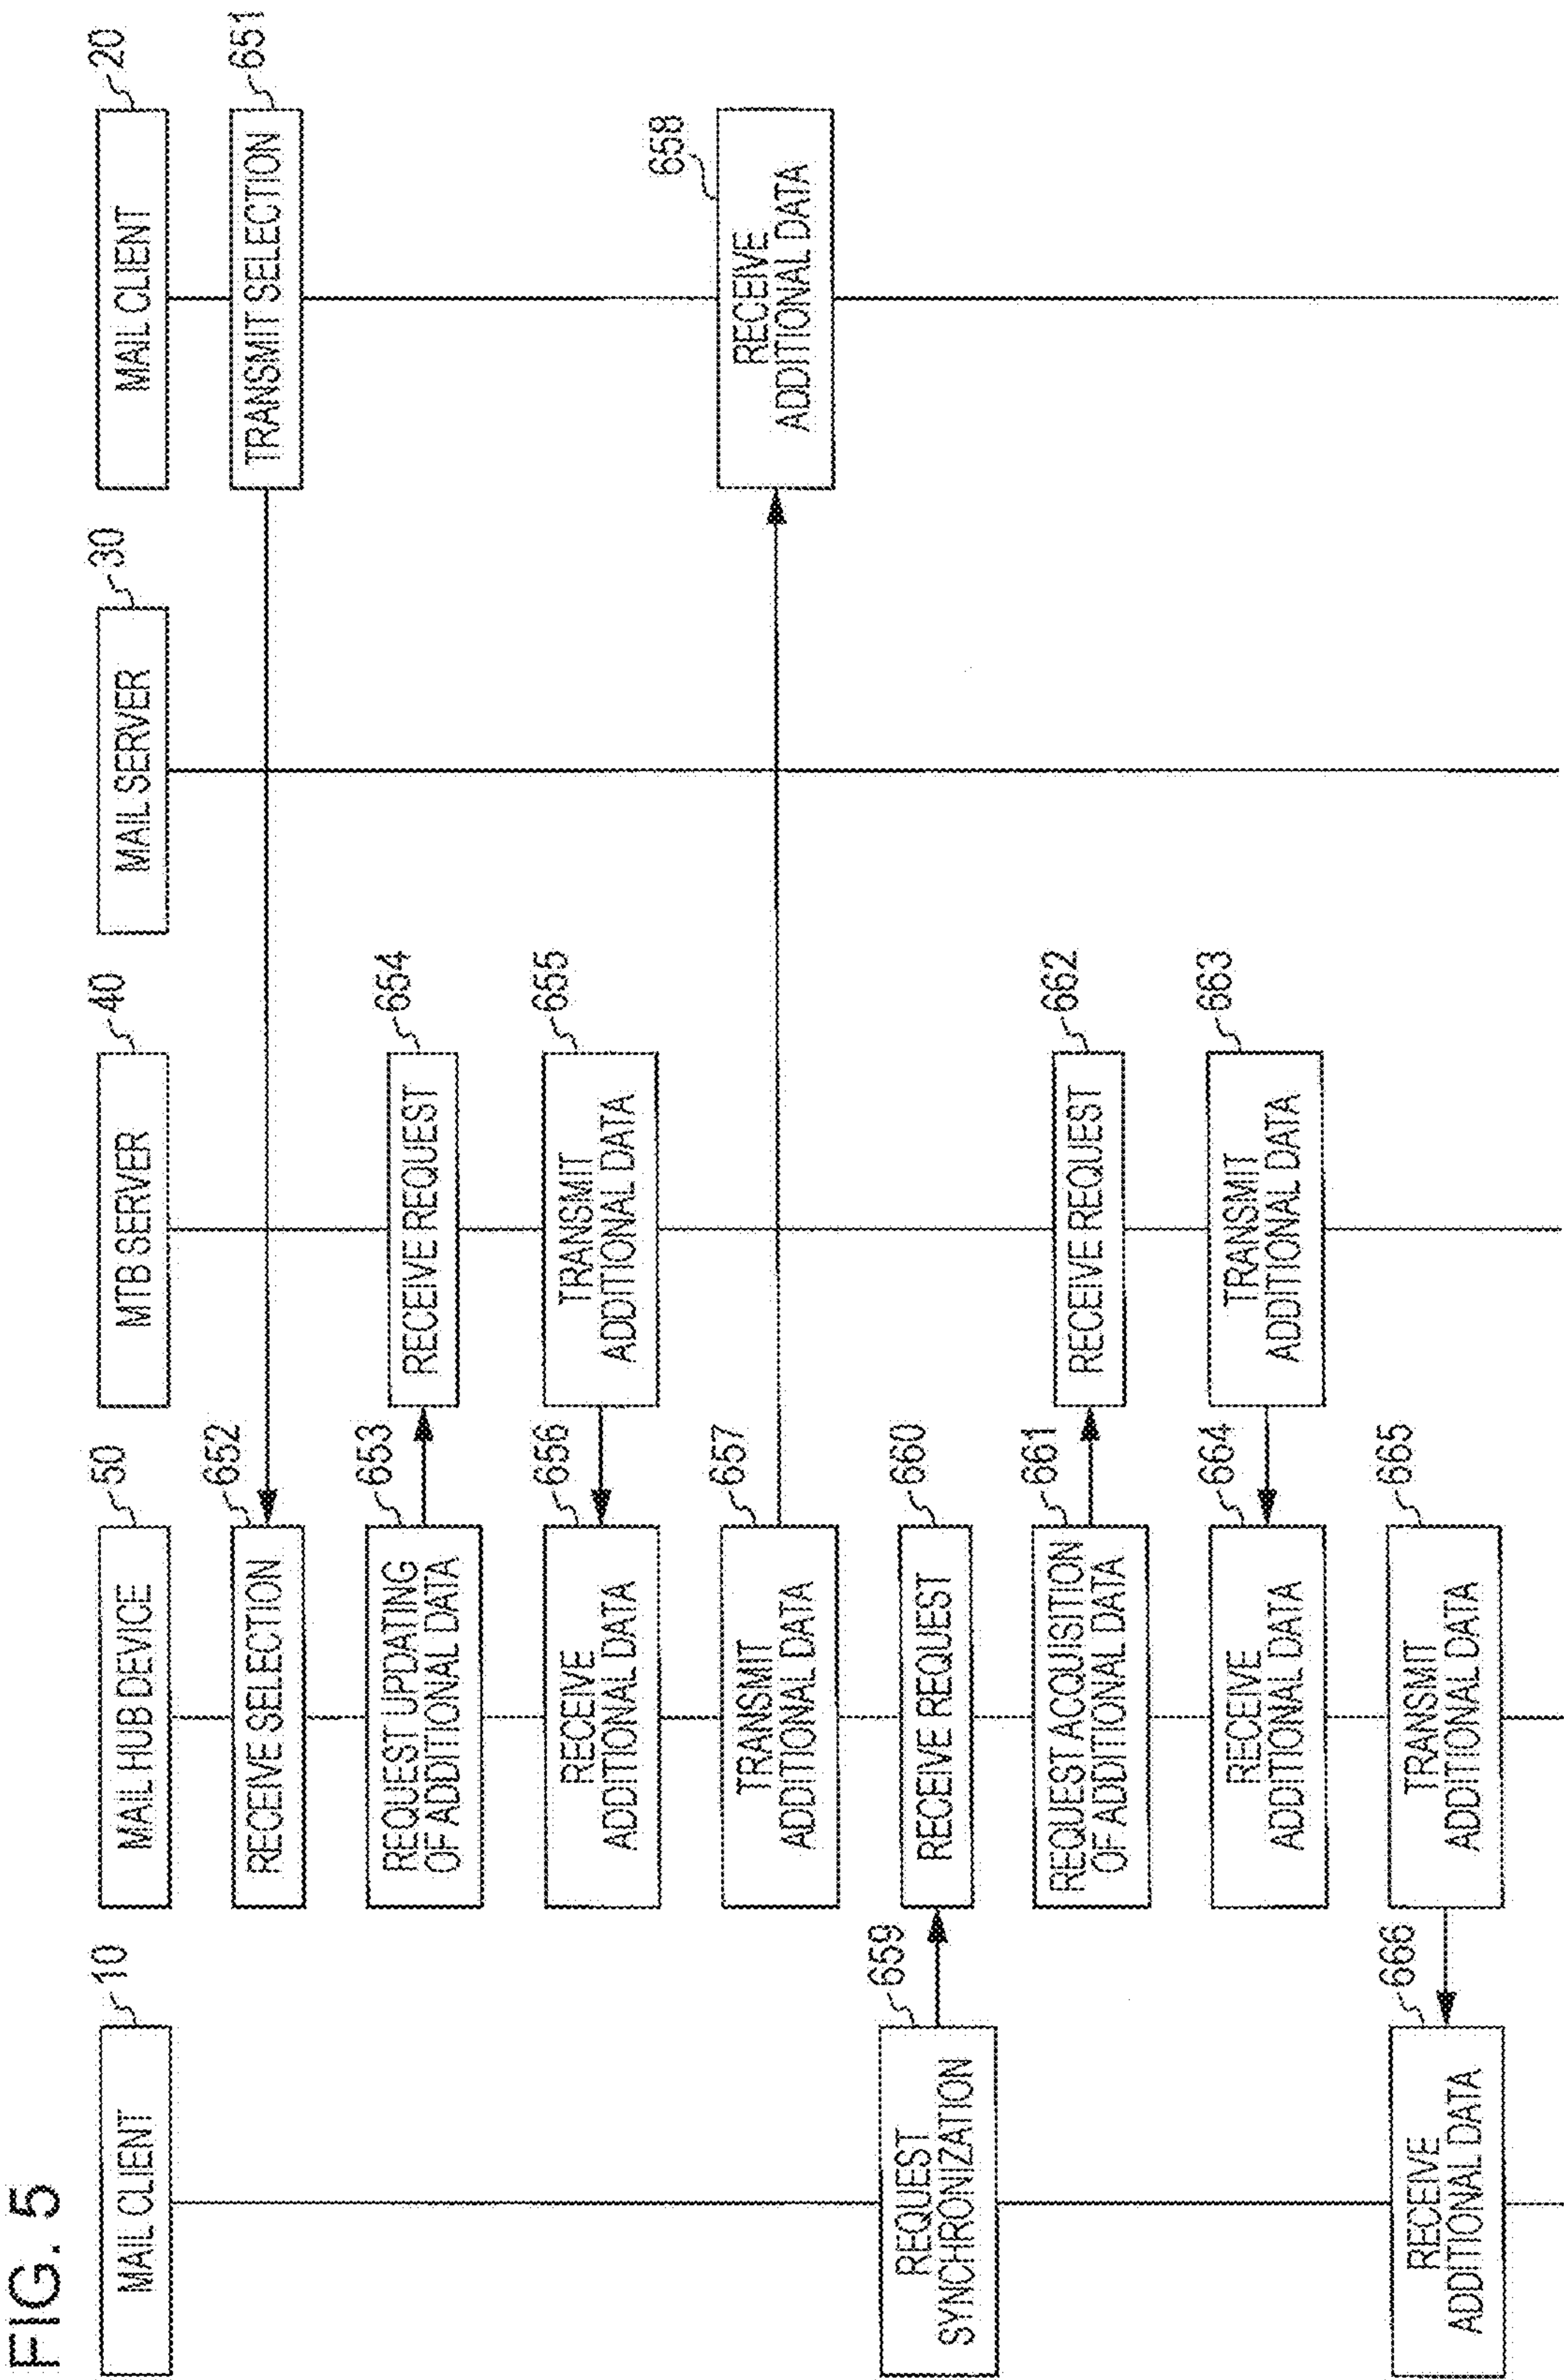 FIG. 5
MAIL CLIENT
10
MAIL HUB DEVICE
50
MTB SERVER
40
MAIL SERVER
30
MAIL CLIENT
20
TRANSMIT SELECTION
651
RECEIVE SELECTION
652
REQUEST UPDATING
OF ADDITIONAL DATA
653
RECEIVE REQUEST
654
TRANSMIT
ADDITIONAL DATA
655
RECEIVE
ADDITIONAL DATA
656
TRANSMIT
ADDITIONAL DATA
657
RECEIVE
ADDITIONAL DATA
658
REQUEST
SYNCHRONIZATION
659
RECEIVE REQUEST
660
REQUEST ACQUISITION
OF ADDITIONAL DATA
661
RECEIVE REQUEST
662
TRANSMIT
ADDITIONAL DATA
663
RECEIVE
ADDITIONAL DATA
664
TRANSMIT
ADDITIONAL DATA
665
RECEIVE
ADDITIONAL DATA
666